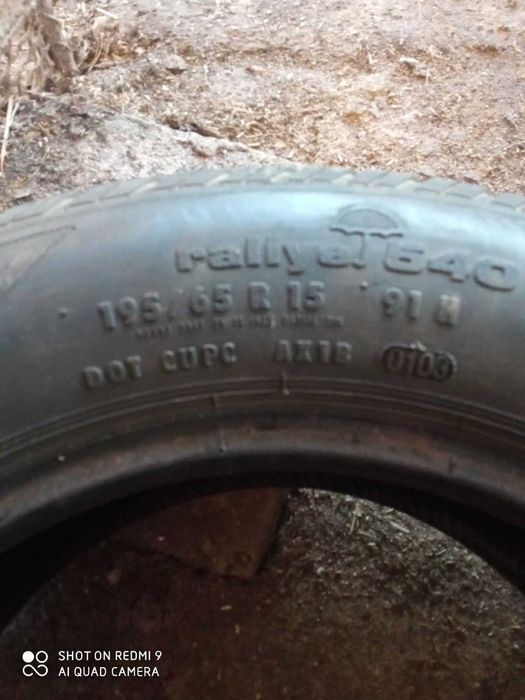 rallye 540
195/65 R 15 91 H
DOT CUPC AX1B 0103
SHOT ON REDMI 9
AI QUAD CAMERA